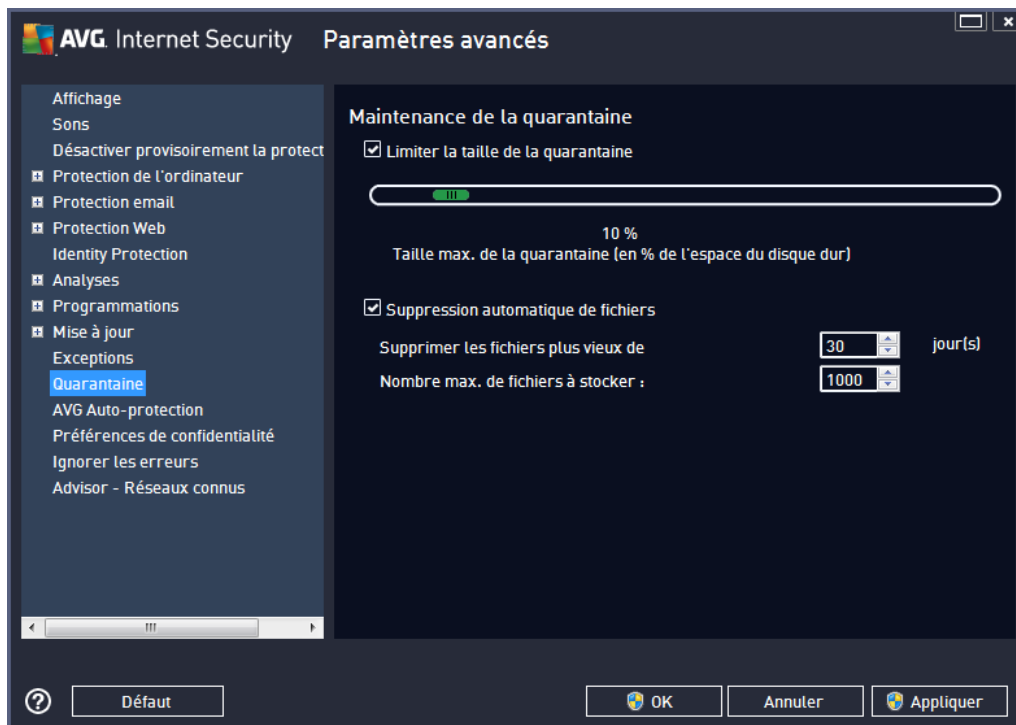 AVG. Internet Security Paramètres avancés
Affichage
Sons
Désactiver provisoirement la protect
Protection de l'ordinateur
Protection email
Protection Web
Identity Protection
Analyses
Programmations
Mise à jour
Exceptions
Quarantaine
AVG Auto-protection
Préférences de confidentialité
Ignorer les erreurs
Advisor - Réseaux connus
Maintenance de la quarantaine
Limiter la taille de la quarantaine
10 %
Taille max. de la quarantaine (en % de l'espace du disque dur)
Suppression automatique de fichiers
Supprimer les fichiers plus vieux de 30 jour(s)
Nombre max. de fichiers à stocker : 1000
? Défaut OK Annuler Appliquer